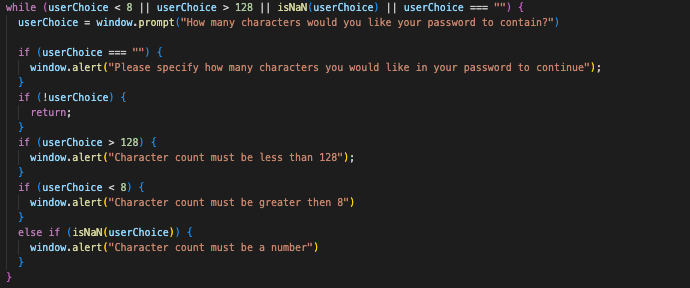 while (userChoice < 8 || userChoice > 128 || isNaN(userChoice) || userChoice === "") {
  userChoice = window.prompt("How many characters would you like your password to contain?")

  if (userChoice === "") {
    window.alert("Please specify how many characters you would like in your password to continue");
  }
  if (!userChoice) {
    return;
  }
  if (userChoice > 128) {
    window.alert("Character count must be less than 128");
  }
  if (userChoice < 8) {
    window.alert("Character count must be greater then 8")
  }
  else if (isNaN(userChoice)) {
    window.alert("Character count must be a number")
  }
}